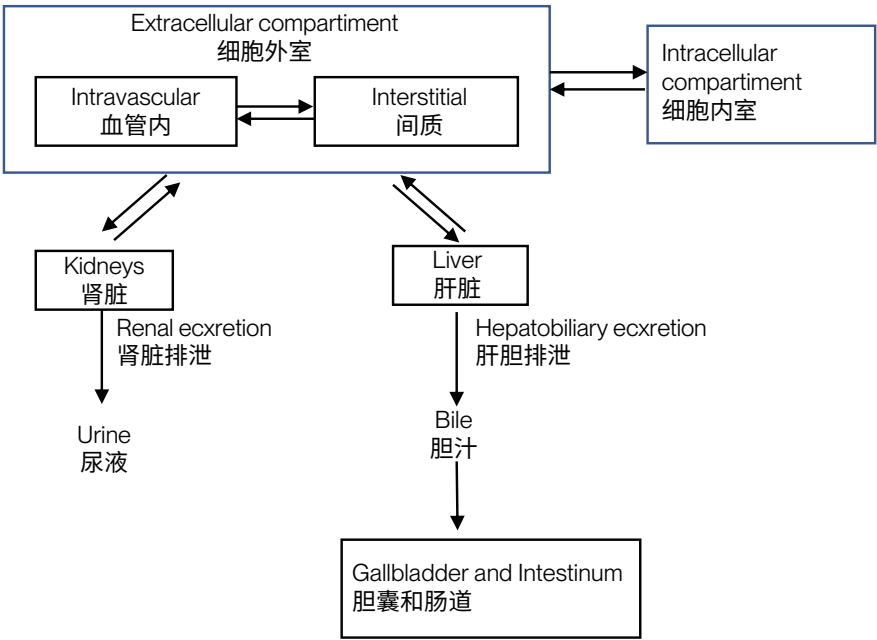 Extracellular compartiment
细胞外室
Intravascular
血管内
Interstitial
间质
Intracellular
compartiment
细胞内室
Kidneys
肾脏
Liver
肝脏
Renal ecxretion
肾脏排泄
Hepatobiliary ecxretion
肝胆排泄
Urine
尿液
Bile
胆汁
Gallbladder and Intestinum
胆囊和肠道